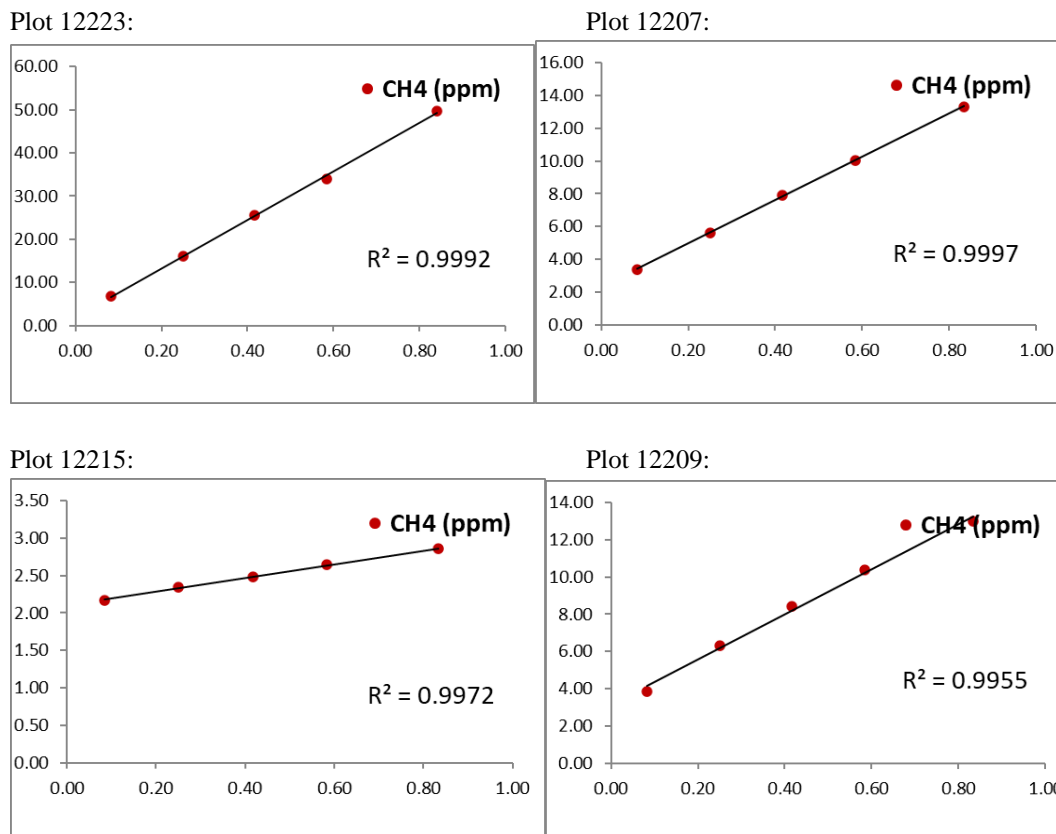 Plot 12223:
60.00
50.00
40.00
30.00
20.00
10.00
0.00
0.00 0.20 0.40 0.60 0.80 1.00
CH4 (ppm)
R² = 0.9992
Plot 12207:
16.00
14.00
12.00
10.00
8.00
6.00
4.00
2.00
0.00
0.00 0.20 0.40 0.60 0.80 1.00
CH4 (ppm)
R² = 0.9997
Plot 12215:
3.50
3.00
2.50
2.00
1.50
1.00
0.50
0.00
0.00 0.20 0.40 0.60 0.80 1.00
CH4 (ppm)
R² = 0.9972
Plot 12209:
14.00
12.00
10.00
8.00
6.00
4.00
2.00
0.00
0.00 0.20 0.40 0.60 0.80 1.00
CH4 (ppm)
R² = 0.9955